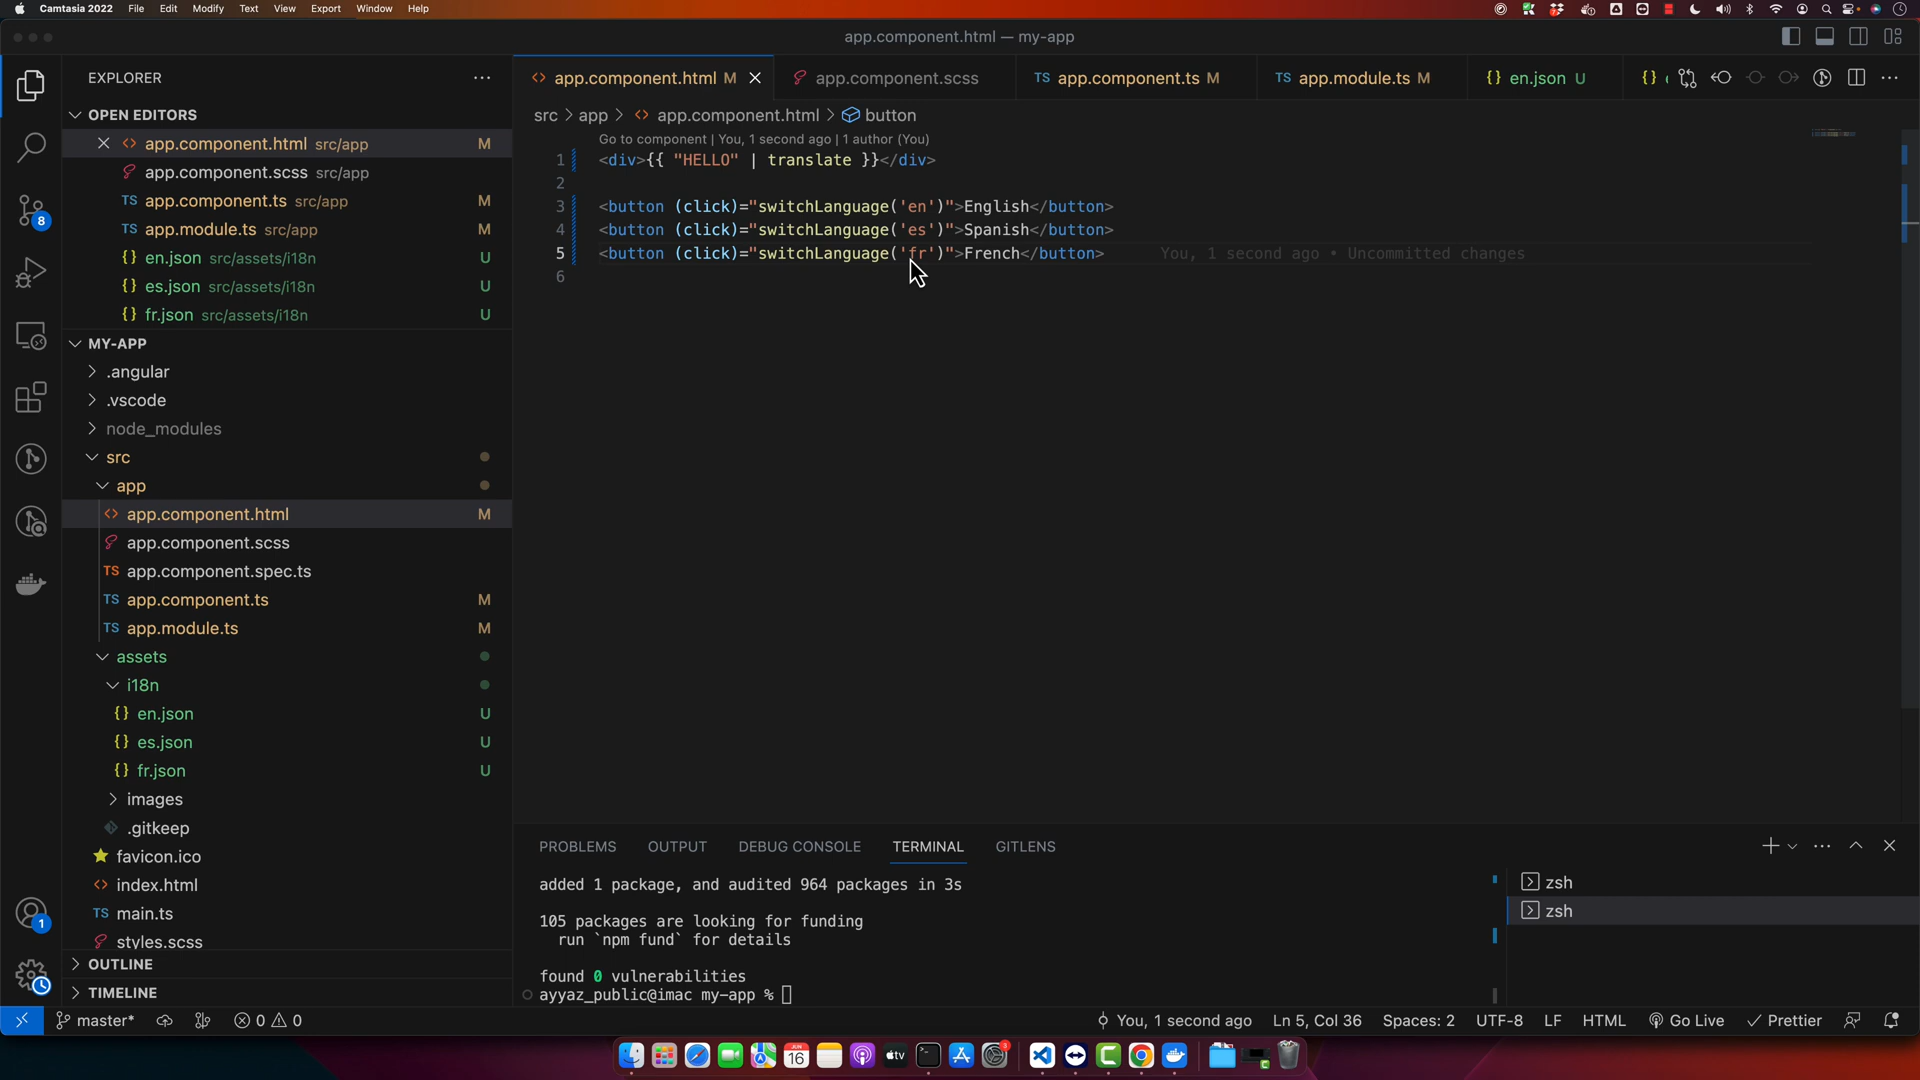 Camtasia 2022 File Edit Modify Text View Export Window Help
app.component.html — my-app
EXPLORER
app.component.html M
app.component.scss
TS app.component.ts M
TS app.module.ts M
{} en.json U
{}
OPEN EDITORS
app.component.html src/app M
app.component.scss src/app
TS app.component.ts src/app M
TS app.module.ts src/app M
{} en.json src/assets/i18n U
{} es.json src/assets/i18n U
{} fr.json src/assets/i18n U
MY-APP
.angular
.vscode
node_modules
src
app
app.component.html M
app.component.scss
TS app.component.spec.ts
TS app.component.ts M
TS app.module.ts M
assets
i18n
{} en.json U
{} es.json U
{} fr.json U
images
.gitkeep
favicon.ico
index.html
TS main.ts
styles.scss
OUTLINE
TIMELINE
8
1
src > app > app.component.html > button
Go to component | You, 1 second ago | 1 author (You)
1 <div>{{ "HELLO" | translate }}</div>
2
3 <button (click)="switchLanguage('en')">English</button>
4 <button (click)="switchLanguage('es')">Spanish</button>
5 <button (click)="switchLanguage('fr')">French</button> You, 1 second ago • Uncommitted changes
6
PROBLEMS OUTPUT DEBUG CONSOLE TERMINAL GITLENS
added 1 package, and audited 964 packages in 3s
105 packages are looking for funding
run `npm fund` for details
found 0 vulnerabilities
ayyaz_public@imac my-app %
zsh
zsh
master* 0 0 You, 1 second ago Ln 5, Col 36 Spaces: 2 UTF-8 LF HTML Go Live Prettier
JUN
16
tv
3